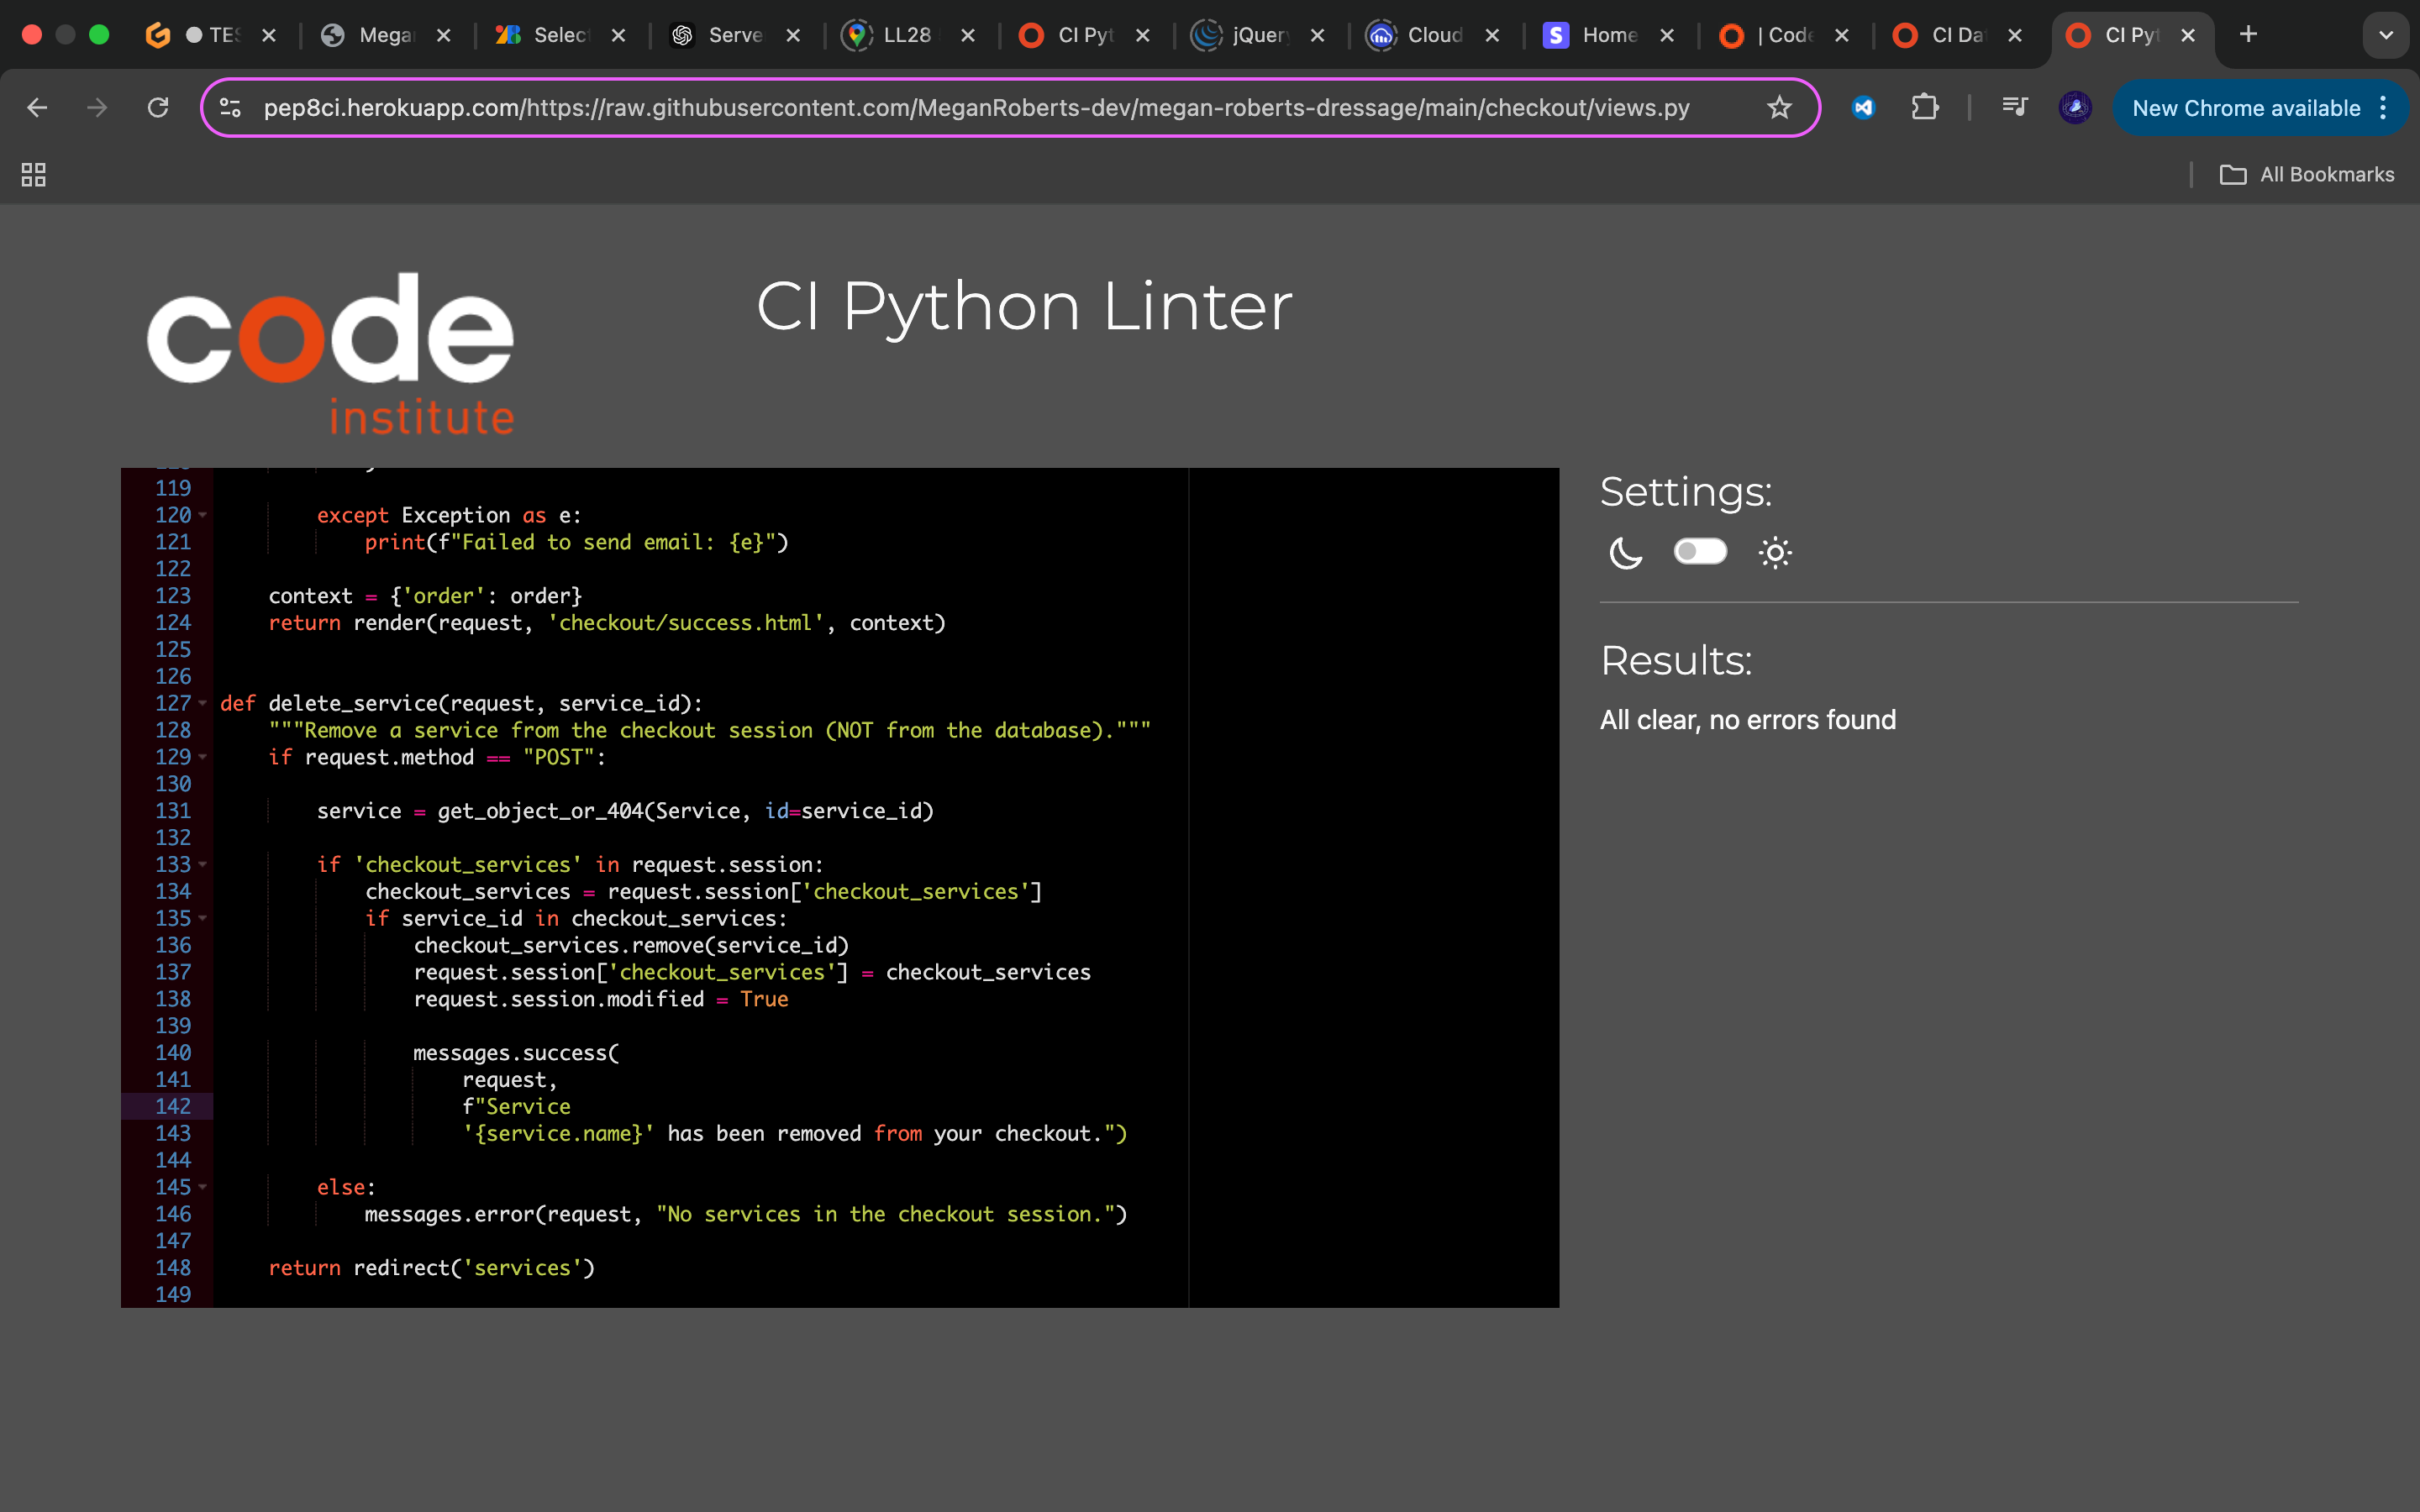 TES
Megan
Select
Serve
LL28
CI Pyt
jQuery
Cloud
Home
| Code
CI Da
CI Pyt
pep8ci.herokuapp.com/https://raw.githubusercontent.com/MeganRoberts-dev/megan-roberts-dressage/main/checkout/views.py
New Chrome available
All Bookmarks
code
institute
CI Python Linter
119
120 except Exception as e:
121 print(f"Failed to send email: {e}")
122
123 context = {'order': order}
124 return render(request, 'checkout/success.html', context)
125
126
127 def delete_service(request, service_id):
128 """Remove a service from the checkout session (NOT from the database)."""
129 if request.method == "POST":
130
131 service = get_object_or_404(Service, id=service_id)
132
133 if 'checkout_services' in request.session:
134 checkout_services = request.session['checkout_services']
135 if service_id in checkout_services:
136 checkout_services.remove(service_id)
137 request.session['checkout_services'] = checkout_services
138 request.session.modified = True
139
140 messages.success(
141 request,
142 f"Service
143 '{service.name}' has been removed from your checkout.")
144
145 else:
146 messages.error(request, "No services in the checkout session.")
147
148 return redirect('services')
149
Settings:
Results:
All clear, no errors found